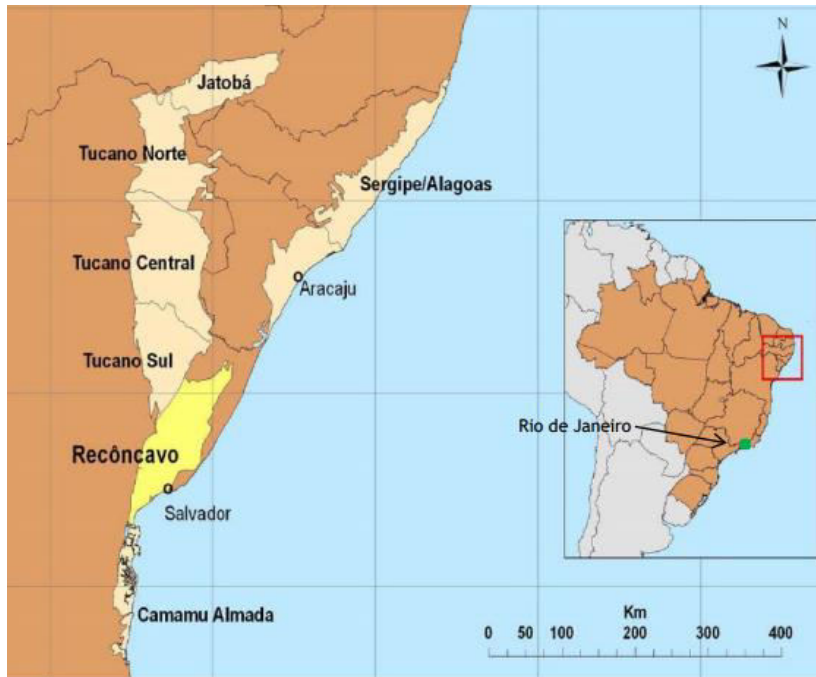 N
Jatobá
Tucano Norte
Sergipe/Alagoas
Tucano Central
Aracaju
Tucano Sul
Rio de Janeiro
Recôncavo
Salvador
Camamu Almada
Km
0 50 100 200 300 400